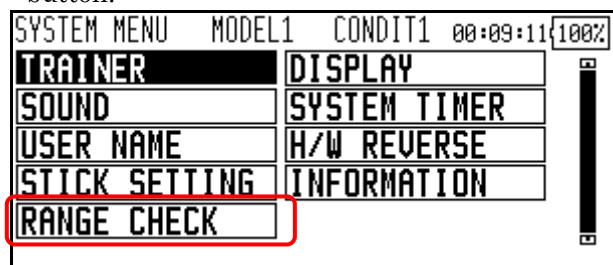 button.
SYSTEM MENU MODEL1 CONDIT1 00:09:11 100%
TRAINER DISPLAY
SOUND SYSTEM TIMER
USER NAME H/W REVERSE
STICK SETTING INFORMATION
RANGE CHECK